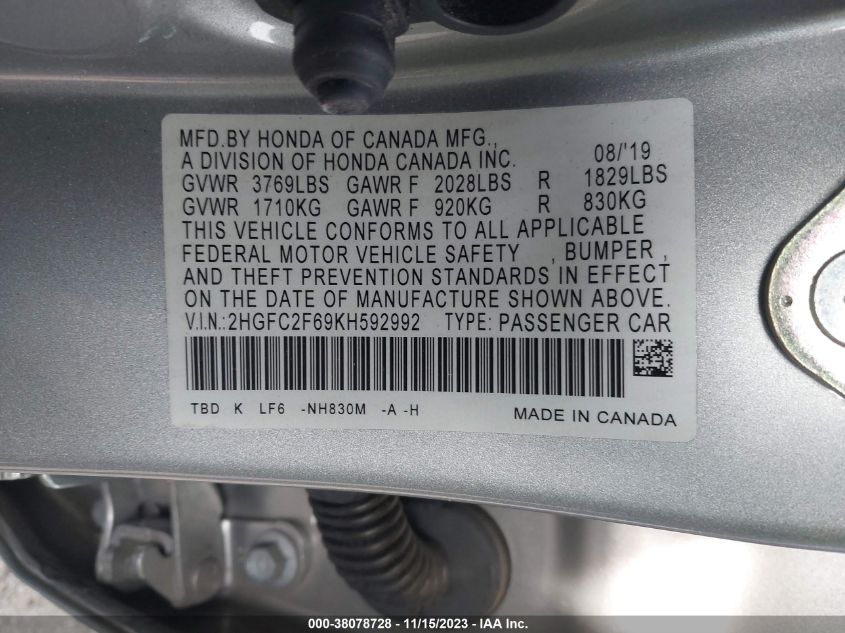 MFD.BY HONDA OF CANADA MFG.,
A DIVISION OF HONDA CANADA INC. 08/'19
GVWR 3769LBS GAWR F 2028LBS R 1829LBS
GVWR 1710KG GAWR F 920KG R 830KG
THIS VEHICLE CONFORMS TO ALL APPLICABLE
FEDERAL MOTOR VEHICLE SAFETY , BUMPER ,
AND THEFT PREVENTION STANDARDS IN EFFECT
ON THE DATE OF MANUFACTURE SHOWN ABOVE.
V.I.N.:2HGFC2F69KH592992 TYPE: PASSENGER CAR
TBD K LF6 -NH830M -A -H MADE IN CANADA
000-38078728 - 11/15/2023 - IAA Inc.